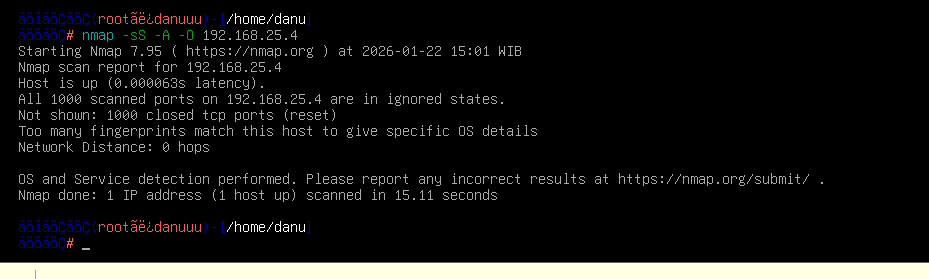 (rootãë¿danuuu)-[/home/danu]
# nmap -sS -A -O 192.168.25.4
Starting Nmap 7.95 ( https://nmap.org ) at 2026-01-22 15:01 WIB
Nmap scan report for 192.168.25.4
Host is up (0.000063s latency).
All 1000 scanned ports on 192.168.25.4 are in ignored states.
Not shown: 1000 closed tcp ports (reset)
Too many fingerprints match this host to give specific OS details
Network Distance: 0 hops
OS and Service detection performed. Please report any incorrect results at https://nmap.org/submit/ .
Nmap done: 1 IP address (1 host up) scanned in 15.11 seconds
(rootãë¿danuuu)-[/home/danu]
# _